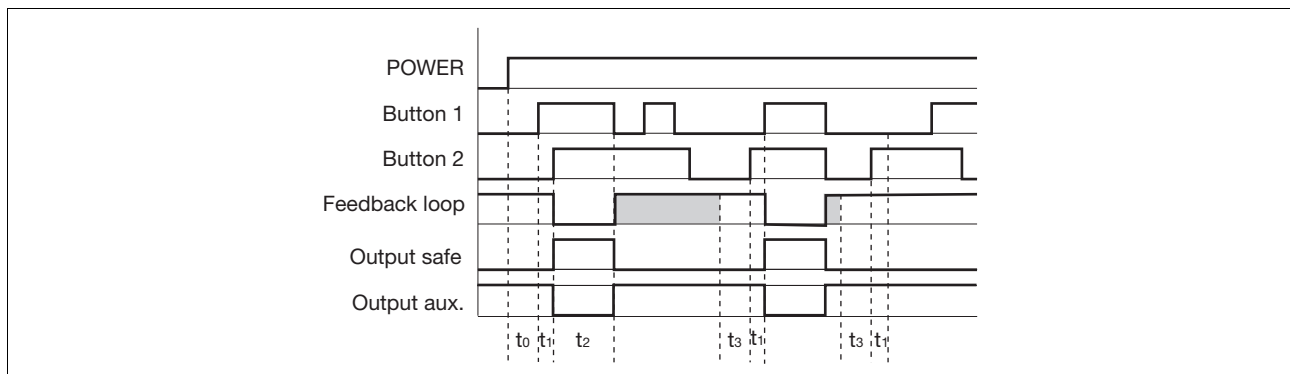 POWER
Button 1
Button 2
Feedback loop
Output safe
Output aux.
t0 t1 t2 t3 t1 t3 t1